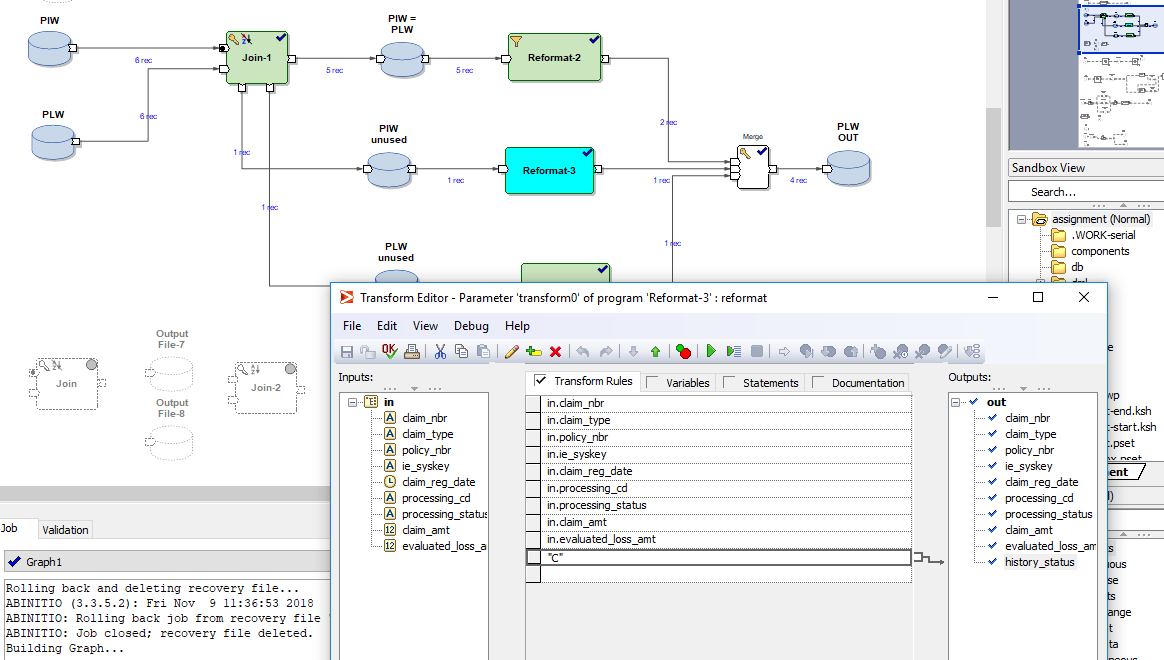 PIW
PIW =
PLW
6 rec
Join-1
5 rec
5 rec
Reformat-2
PLW
6 rec
2 rec
PIW
unused
1 rec
1 rec
Reformat-3
1 rec
Merge
4 rec
PLW
OUT
1 rec
PLW
unused
1 rec
Output
File-7
Join
Join-2
Output
File-8
Sandbox View
Search...
assignment (Normal)
.WORK-serial
components
db
Transform Editor - Parameter 'transform0' of program 'Reformat-3' : reformat
File Edit View Debug Help
OK
Inputs:
Transform Rules
Variables
Statements
Documentation
Outputs:
in
A claim_nbr
A claim_type
A policy_nbr
A ie_syskey
claim_reg_date
A processing_cd
A processing_status
12 claim_amt
12 evaluated_loss_a
in.claim_nbr
in.claim_type
in.policy_nbr
in.ie_syskey
in.claim_reg_date
in.processing_cd
in.processing_status
in.claim_amt
in.evaluated_loss_amt
"C"
out
claim_nbr
claim_type
policy_nbr
ie_syskey
claim_reg_date
processing_cd
processing_status
claim_amt
evaluated_loss_am
history_status
t-end.ksh
t-start.ksh
Job
Validation
Graph1
Rolling back and deleting recovery file...
ABINITIO (3.3.5.2): Fri Nov  9 11:36:53 2018
ABINITIO: Rolling back job from recovery file
ABINITIO: Job closed; recovery file deleted.
Building Graph...